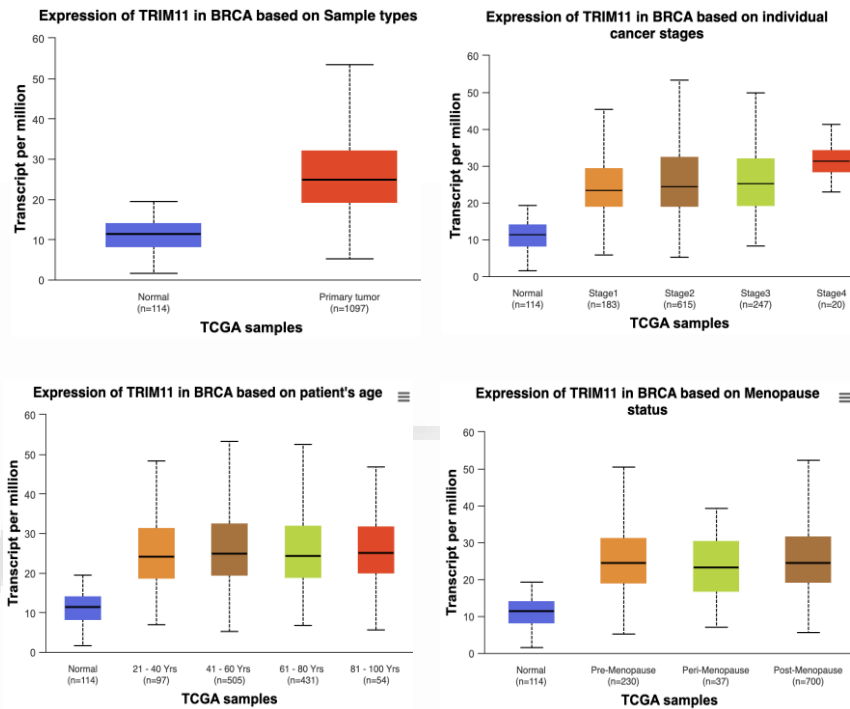 Expression of TRIM11 in BRCA based on Sample types
Transcript per million
60
50
40
30
20
10
0
Normal
(n=114)
Primary tumor
(n=1097)
TCGA samples
Expression of TRIM11 in BRCA based on individual
cancer stages
Transcript per million
60
50
40
30
20
10
0
Normal
(n=114)
Stage1
(n=183)
Stage2
(n=615)
Stage3
(n=247)
Stage4
(n=20)
TCGA samples
Expression of TRIM11 in BRCA based on patient's age
Transcript per million
60
50
40
30
20
10
0
Normal
(n=114)
21 - 40 Yrs
(n=97)
41 - 60 Yrs
(n=505)
61 - 80 Yrs
(n=431)
81 - 100 Yrs
(n=54)
TCGA samples
Expression of TRIM11 in BRCA based on Menopause
status
Transcript per million
60
50
40
30
20
10
0
Normal
(n=114)
Pre-Menopause
(n=230)
Peri-Menopause
(n=37)
Post-Menopause
(n=700)
TCGA samples